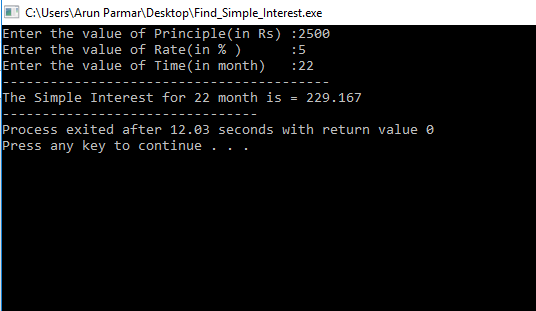 C:\Users\Arun Parmar\Desktop\Find_Simple_Interest.exe
Enter the value of Principle(in Rs) :2500
Enter the value of Rate(in % )      :5
Enter the value of Time(in month)   :22
-----------------------------------------
The Simple Interest for 22 month is = 229.167
--------------------------------
Process exited after 12.03 seconds with return value 0
Press any key to continue . . .